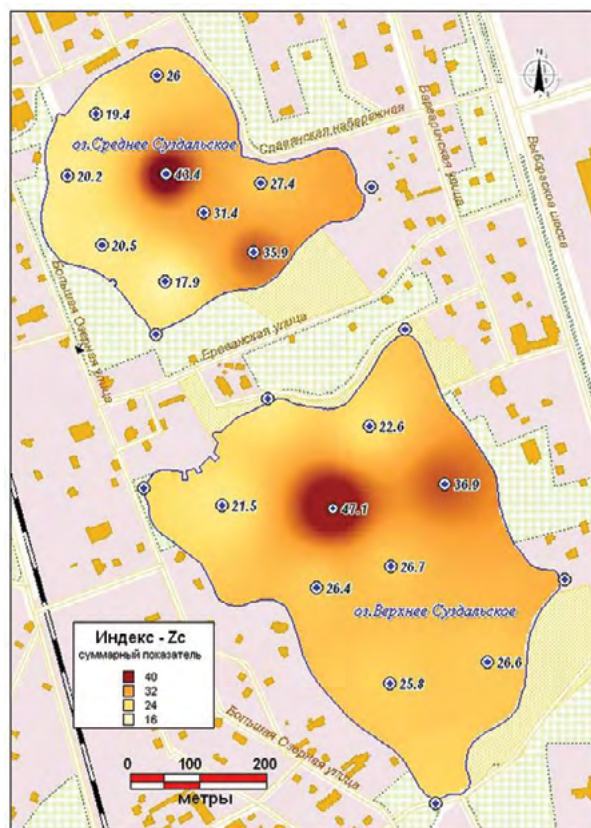 N
26
19.4
оз.Среднее Суздальское
Славанская набережная
Варваринская улица
Выборгское шоссе
20.2
43.4
27.4
31.4
20.5
35.9
17.9
Большая Озерная улица
Ереванская улица
22.6
36.9
21.5
47.1
26.7
26.4
оз.Верхнее Суздальское
26.6
25.8
Индекс - Zc
суммарный показатель
40
32
24
16
Большая Озерная улица
0 100 200
метры